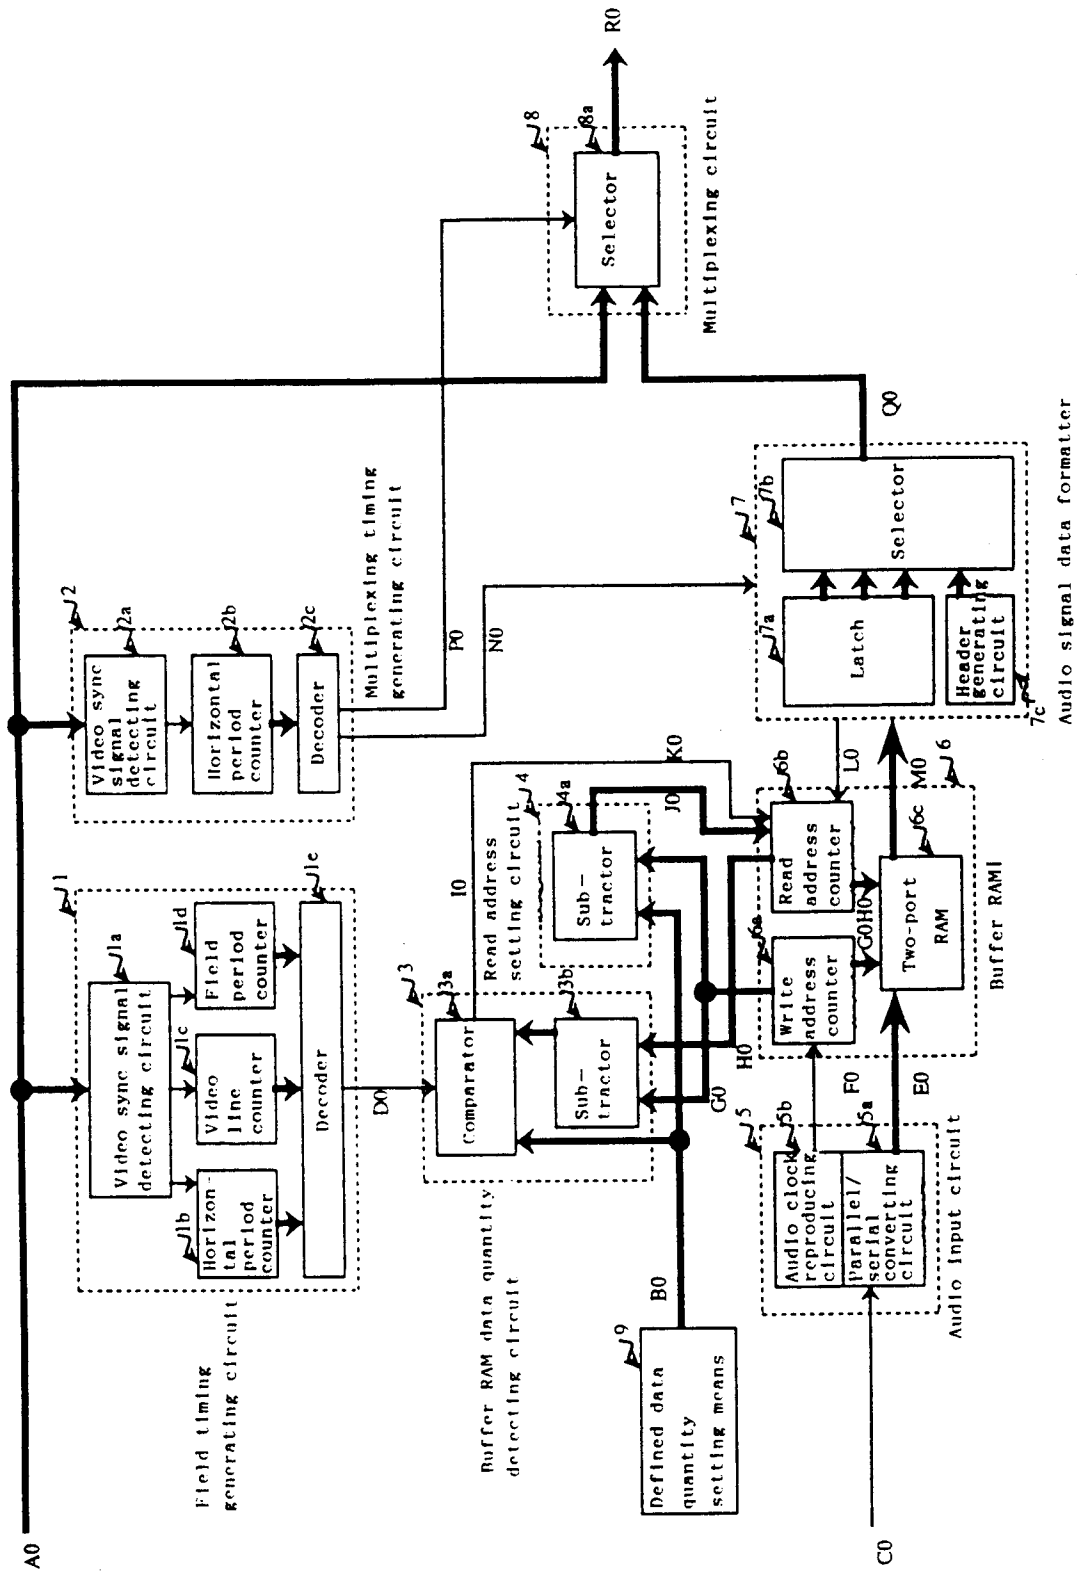 A0
Field timing
generating circuit
1
Video sync signal
detecting circuit
1a
1b
Horizon-
tal
period
counter
1c
Video
line
counter
1d
Field
period
counter
Decoder
1e
D0
2
Video sync
signal
detecting
circuit
2a
Horizontal
period
counter
2b
Decoder
2c
Multiplexing timing
generating circuit
P0
N0
Buffer RAM data quantity
detecting circuit
3
Comparator
3a
Sub-
tractor
3b
I0
Read address
setting circuit
4
Sub-
tractor
4a
J0
K0
G0
H0
9
Defined data
quantity
setting means
B0
C0
5
Audio clock
reproducing
circuit
5b
Parallel/
serial
converting
circuit
5a
Audio input circuit
F0
E0
Write
address
counter
6a
Read
address
counter
6b
G0
H0
Two-port
RAM
6c
Buffer RAM1
6
L0
M0
7
Latch
7a
Selector
7b
Header
generating
circuit
7c
Audio signal data formatter
Q0
8
Selector
8a
Multiplexing circuit
R0